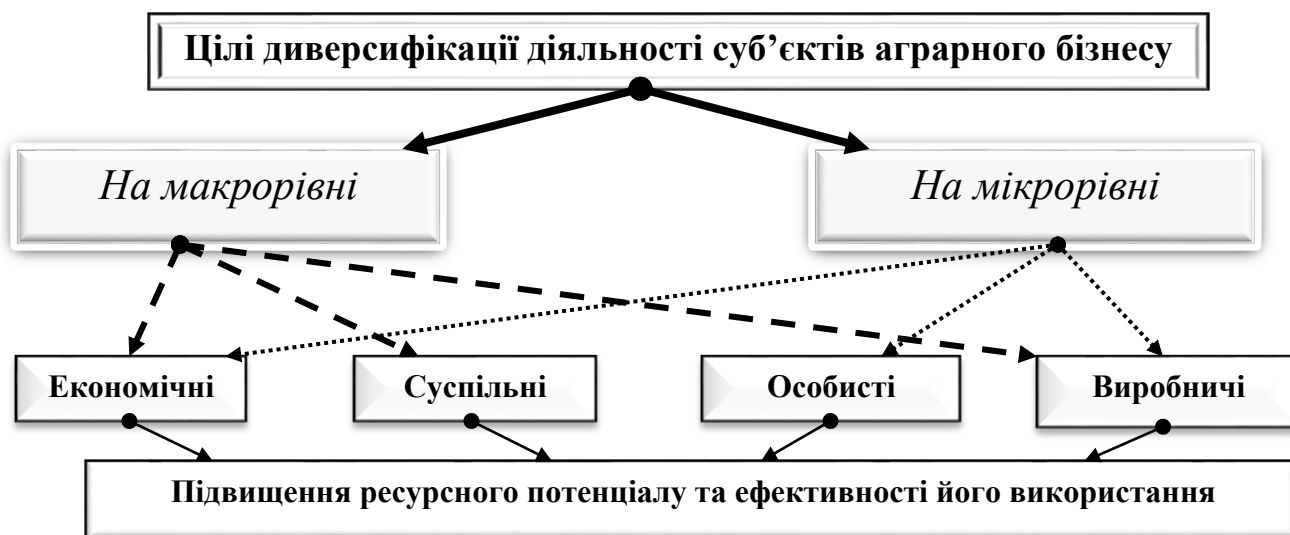 Цілі диверсифікації діяльності суб’єктів аграрного бізнесу
На макрорівні
На мікрорівні
Економічні
Суспільні
Особисті
Виробничі
Підвищення ресурсного потенціалу та ефективності його використання